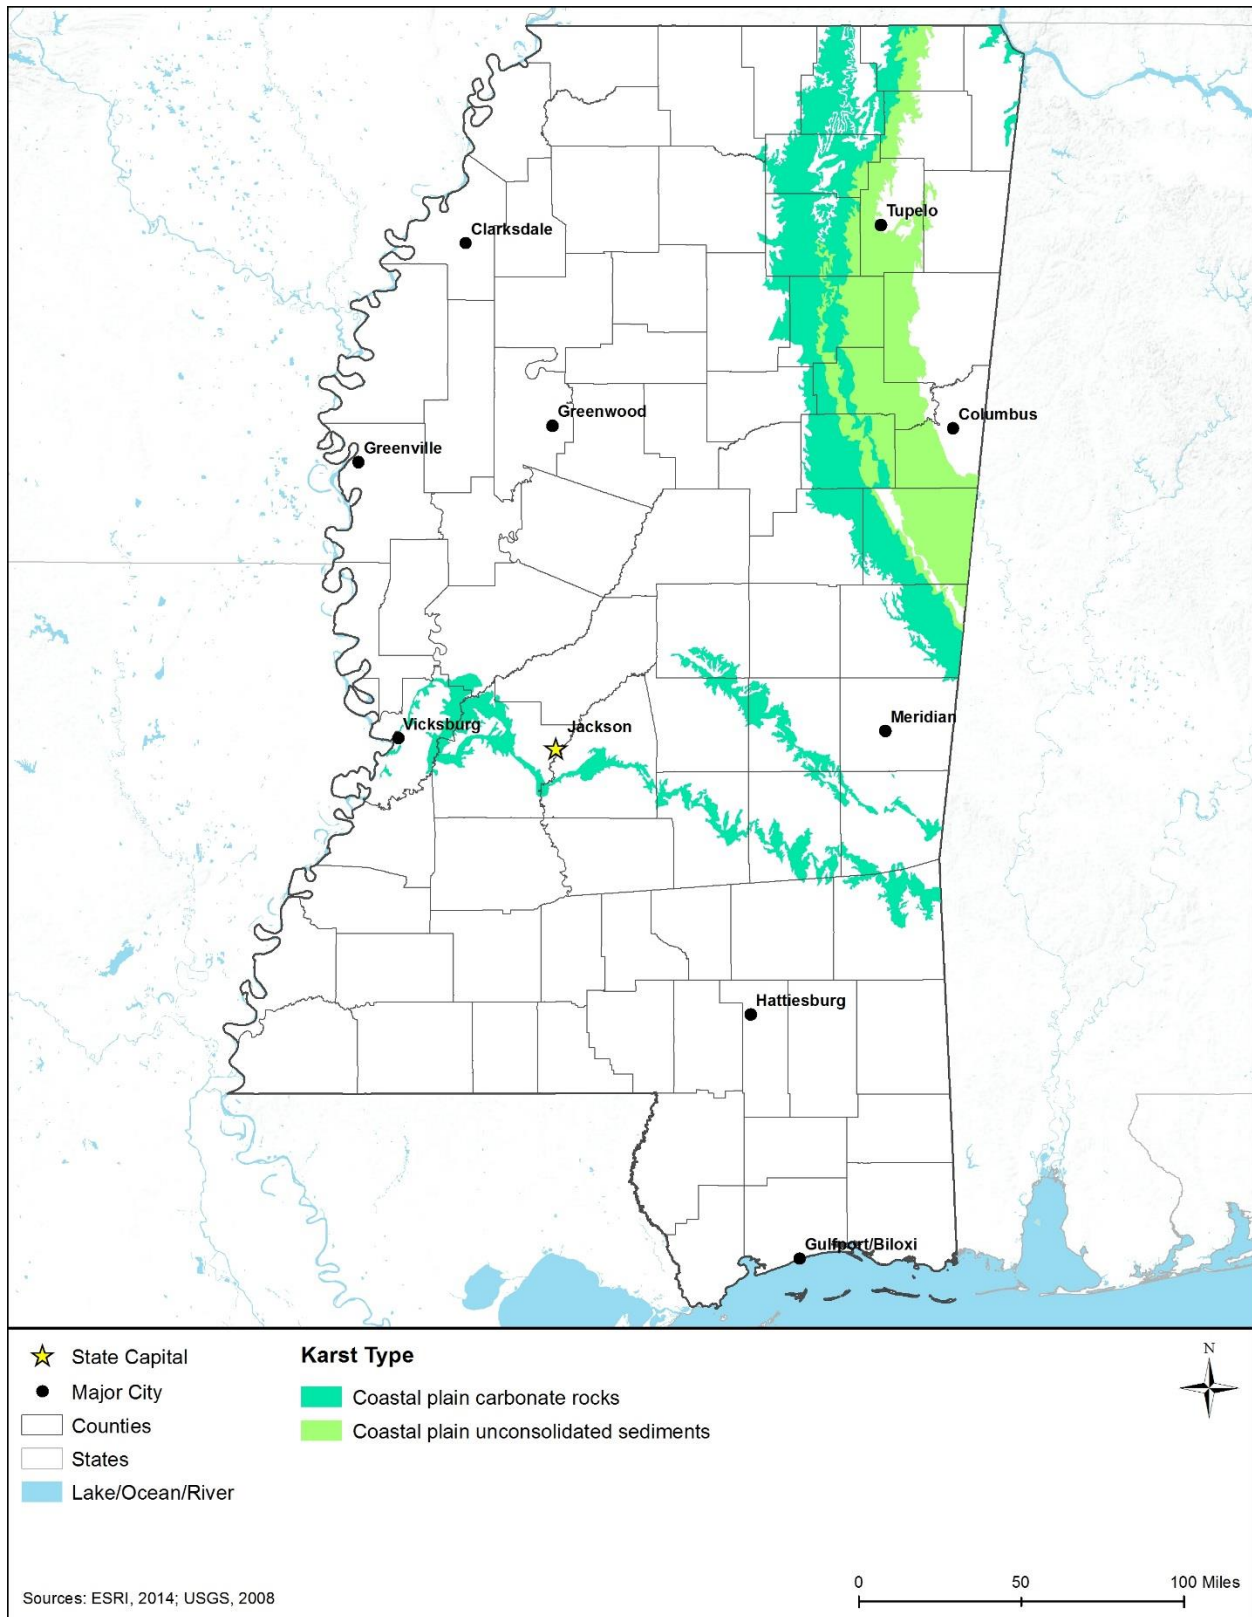 Tupelo
Clarksdale
Greenwood
Columbus
Greenville
Vicksburg
Jackson
Meridian
Hattiesburg
Gulfport/Biloxi
State Capital
Major City
Counties
States
Lake/Ocean/River
Karst Type
Coastal plain carbonate rocks
Coastal plain unconsolidated sediments
N
Sources: ESRI, 2014; USGS, 2008
0 50 100 Miles